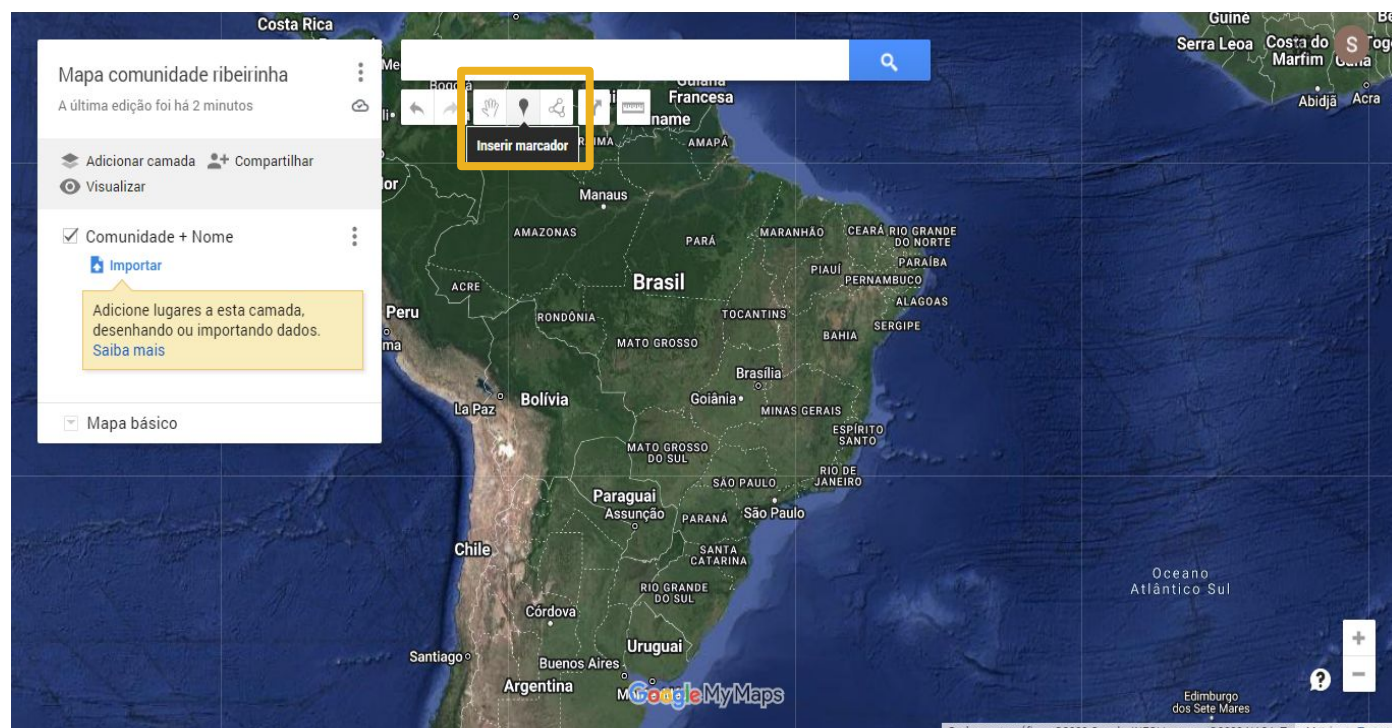 Costa Rica
Guiné
Serra Leoa
Costa do
Marfim
Gana
S
Abidjã
Acra
Mapa comunidade ribeirinha
A última edição foi há 2 minutos
Adicionar camada
Compartilhar
Visualizar
Comunidade + Nome
Importar
Adicione lugares a esta camada,
desenhando ou importando dados.
Saiba mais
Mapa básico
Bogotá
Francesa
name
Inserir marcador
AMAPÁ
Manaus
AMAZONAS
PARÁ
MARANHÃO
CEARÁ
RIO GRANDE
DO NORTE
PARAÍBA
PIAUÍ
PERNAMBUCO
ALAGOAS
SERGIPE
ACRE
Brasil
Peru
RONDÔNIA
TOCANTINS
BAHIA
MATO GROSSO
Brasília
La Paz
Bolívia
Goiânia
MINAS GERAIS
ESPÍRITO
SANTO
MATO GROSSO
DO SUL
RIO DE
JANEIRO
SÃO PAULO
Paraguai
Assunção
PARANÁ
São Paulo
Chile
SANTA
CATARINA
RIO GRANDE
DO SUL
Oceano
Atlântico Sul
Córdova
Santiago
Uruguai
Buenos Aires
Argentina
Google My Maps
Edimburgo
dos Sete Mares